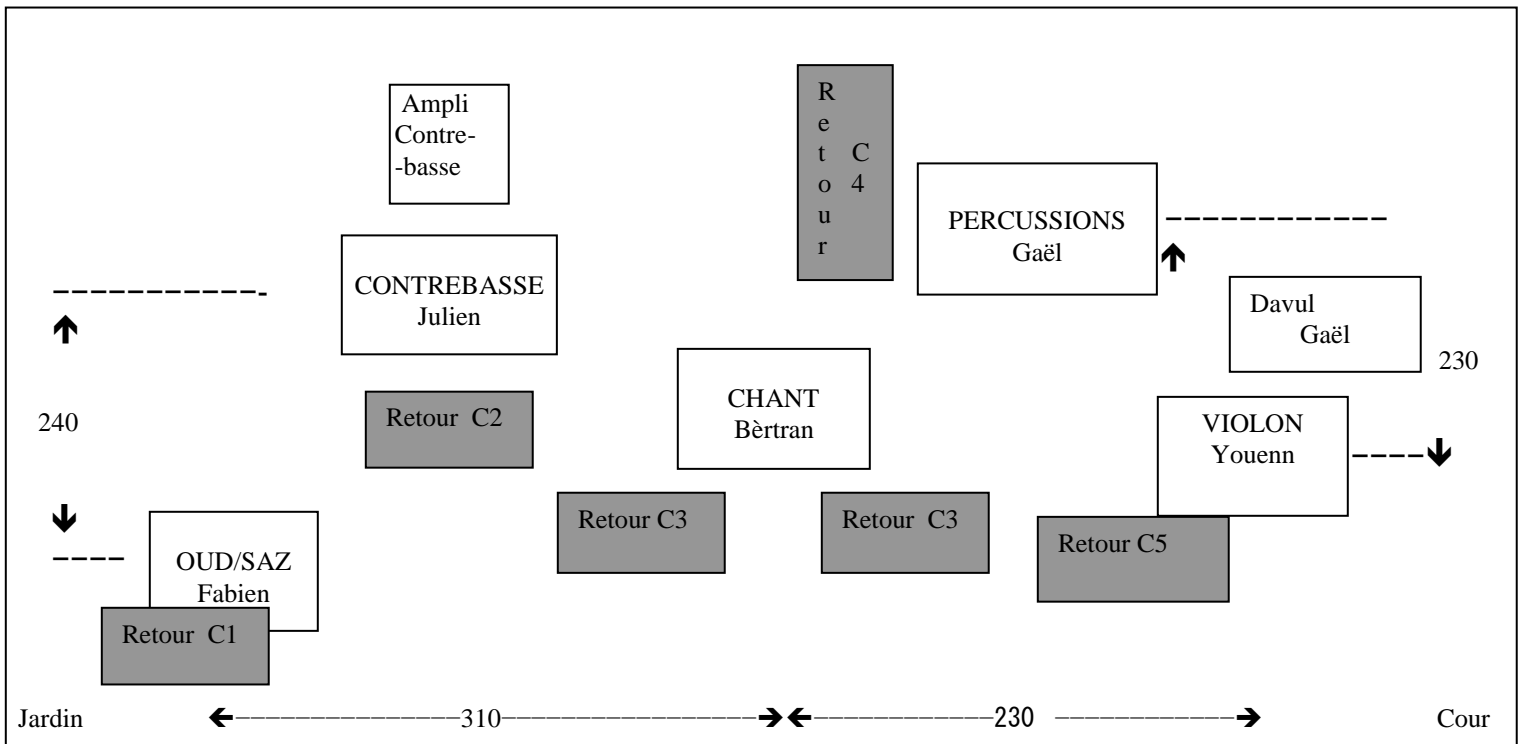 Ampli
Contre-
-basse
R
e
t C
o 4
u
r
PERCUSSIONS
Gaël
CONTREBASSE
Julien
Davul
Gaël
230
240
Retour C2
CHANT
Bèrtran
VIOLON
Youenn
Retour C3
Retour C3
Retour C5
OUD/SAZ
Fabien
Retour C1
Jardin
310
230
Cour